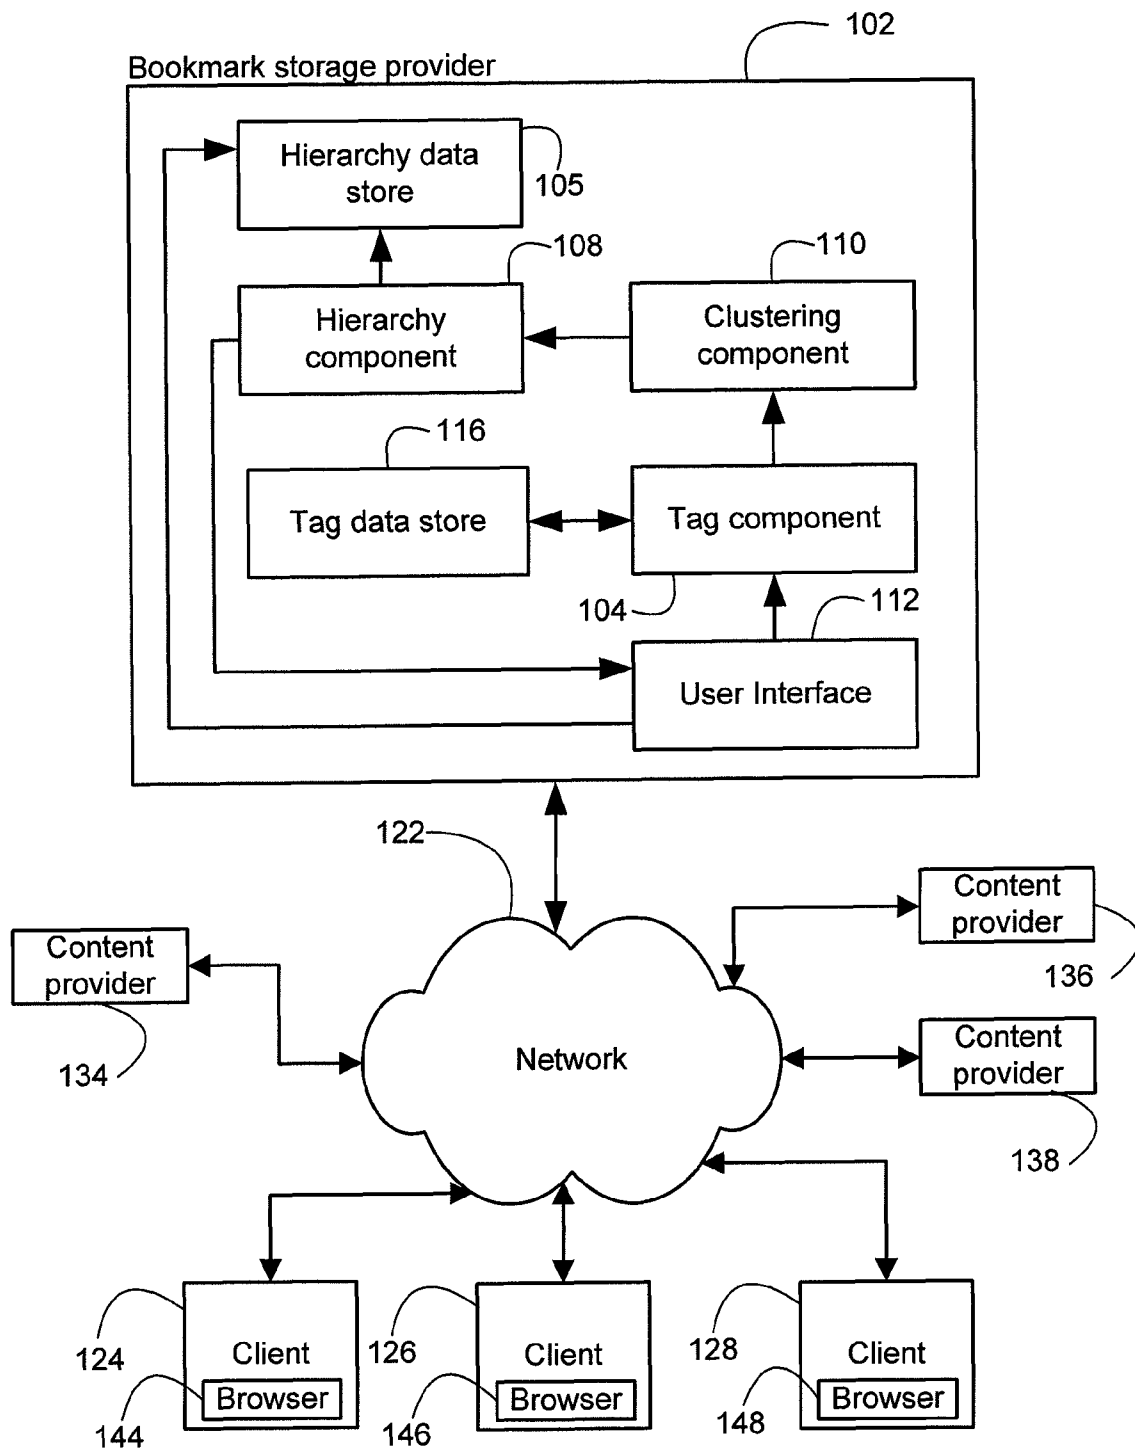 102
Bookmark storage provider
Hierarchy data
store
105
108
110
Hierarchy
component
Clustering
component
116
Tag data store
Tag component
104
112
User Interface
122
Content
provider
136
Content
provider
134
Network
Content
provider
138
124
Client
Browser
144
126
Client
Browser
146
128
Client
Browser
148